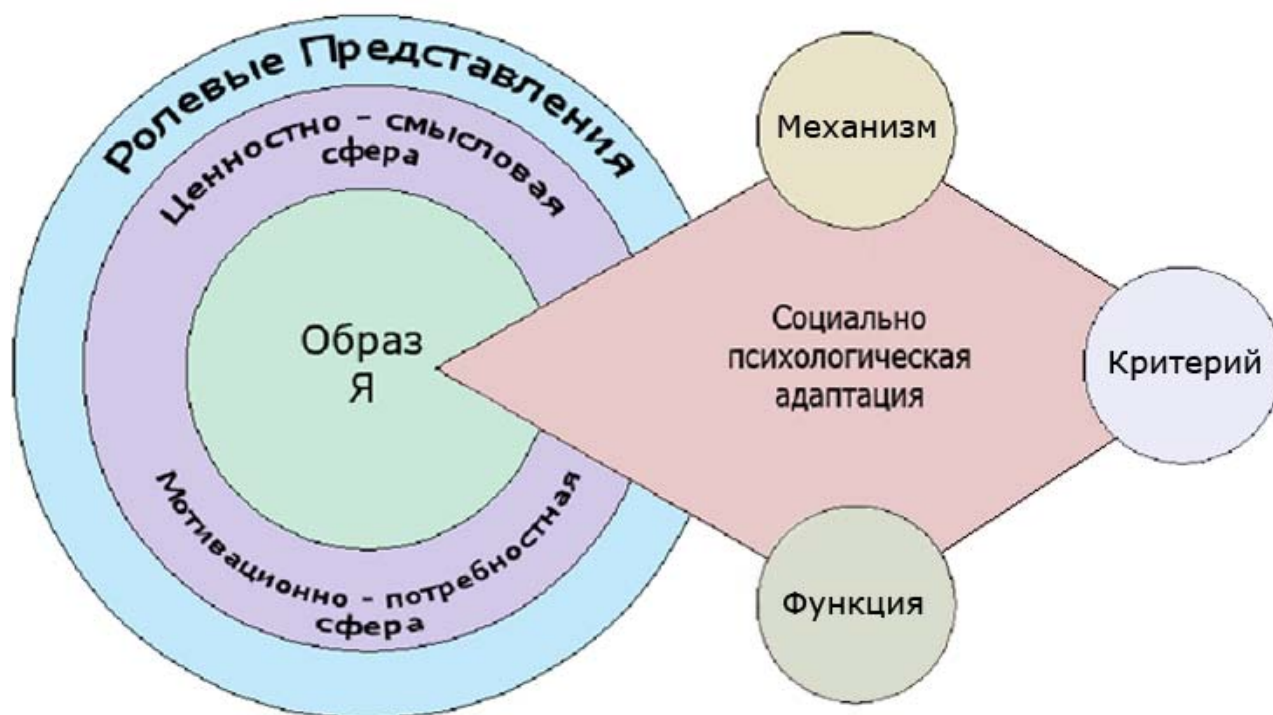 Ролевые Представления
Ценностно - смысловая
сфера
Образ
Я
Мотивационно - потребностная
сфера
Механизм
Социально
психологическая
адаптация
Критерий
Функция